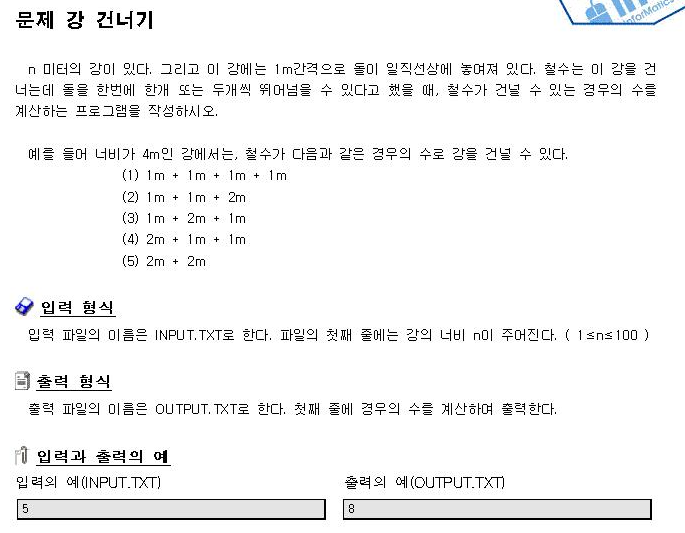 문제 강 건너기
n 미터의 강이 있다. 그리고 이 강에는 1m간격으로 돌이 일직선상에 놓여져 있다. 철수는 이 강을 건
너는데 돌을 한번에 한개 또는 두개씩 뛰어넘을 수 있다고 했을 때, 철수가 건널 수 있는 경우의 수를
계산하는 프로그램을 작성하시오.
예를 들어 너비가 4m인 강에서는, 철수가 다음과 같은 경우의 수로 강을 건널 수 있다.
(1) 1m + 1m + 1m + 1m
(2) 1m + 1m + 2m
(3) 1m + 2m + 1m
(4) 2m + 1m + 1m
(5) 2m + 2m
입력 형식
입력 파일의 이름은 INPUT.TXT로 한다. 파일의 첫째 줄에는 강의 너비 n이 주어진다. ( 1≤n≤100 )
출력 형식
출력 파일의 이름은 OUTPUT.TXT로 한다. 첫째 줄에 경우의 수를 계산하여 출력한다.
입력과 출력의 예
입력의 예(INPUT.TXT) 출력의 예(OUTPUT.TXT)
5 8